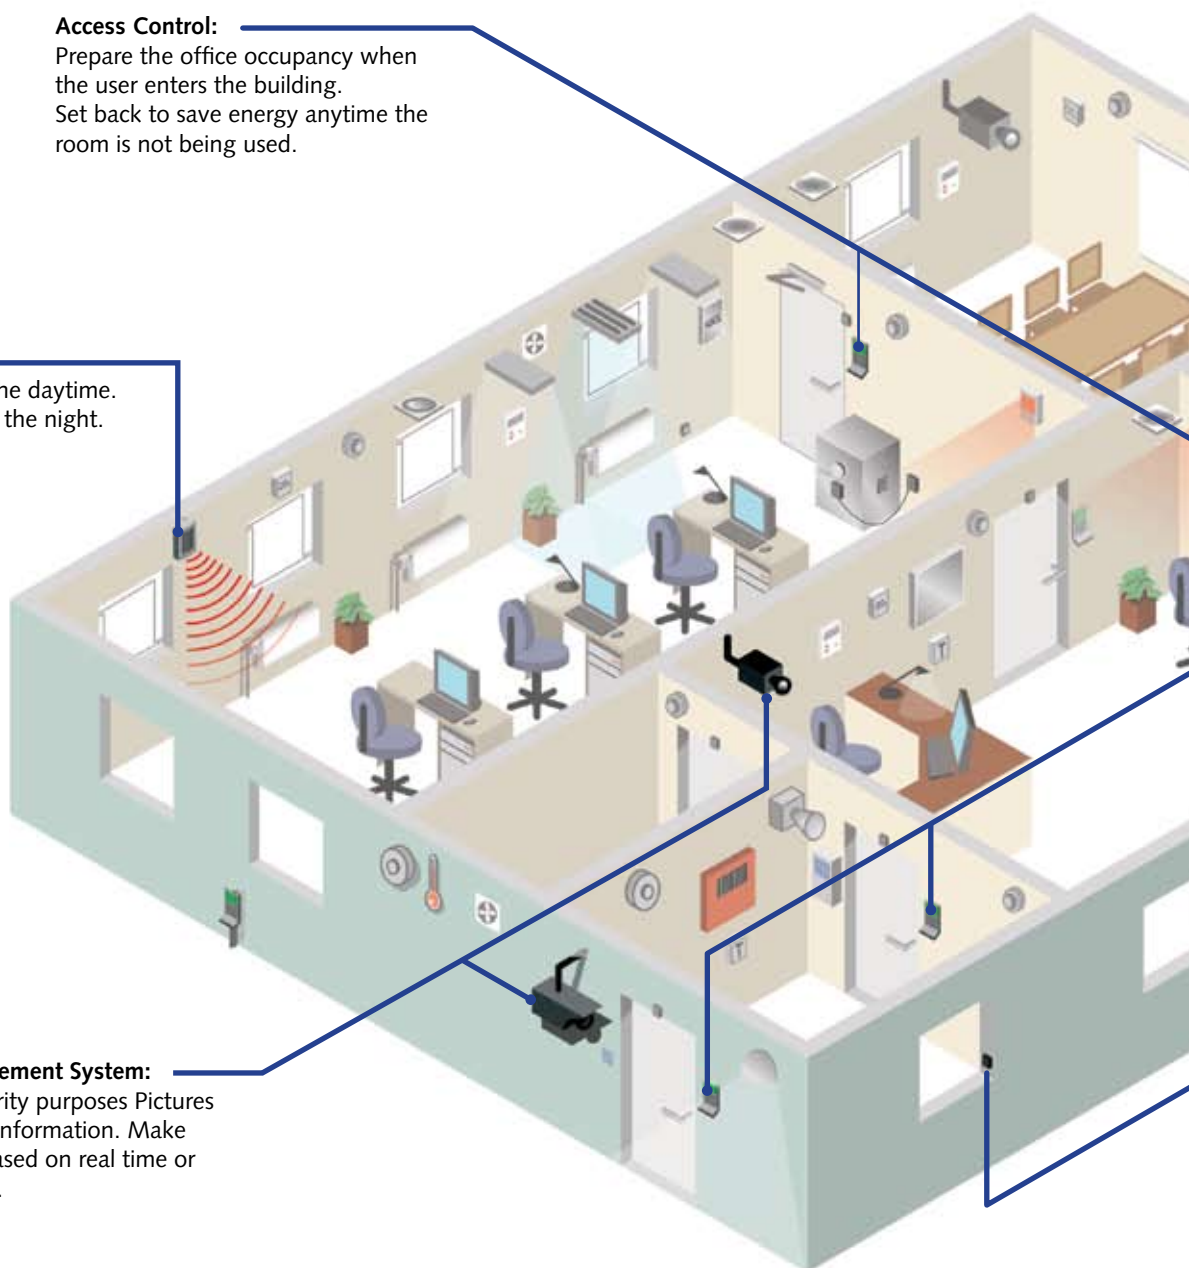 Access Control:
Prepare the office occupancy when
the user enters the building.
Set back to save energy anytime the
room is not being used.
ne daytime.
the night.
ement System:
rity purposes Pictures
nformation. Make
ased on real time or
.
T
T